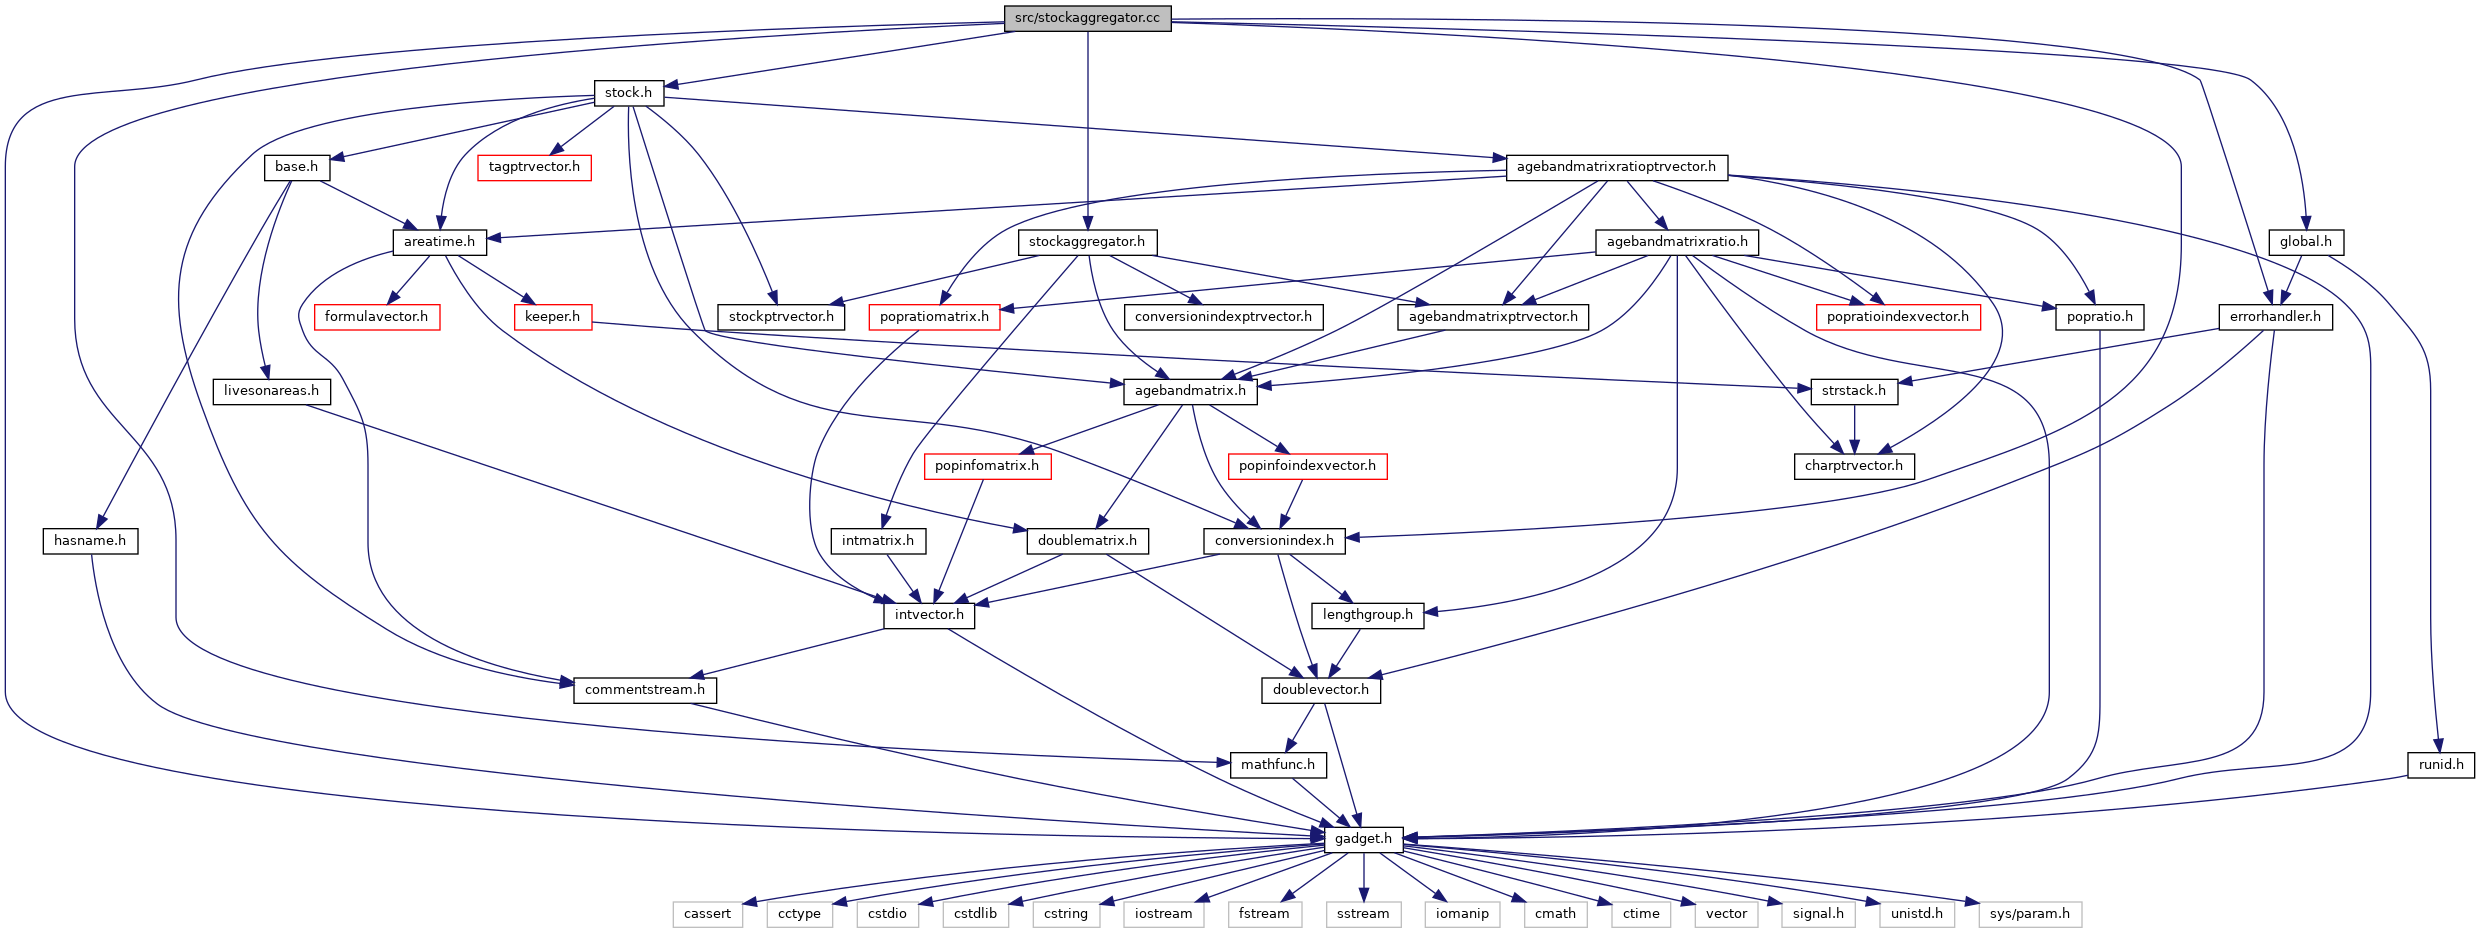 src/stockaggregator.cc
stock.h
base.h
tagptrvector.h
agebandmatrixratioptrvector.h
areatime.h
stockaggregator.h
agebandmatrixratio.h
global.h
formulavector.h
keeper.h
stockptrvector.h
popratiomatrix.h
conversionindexptrvector.h
agebandmatrixptrvector.h
popratioindexvector.h
popratio.h
errorhandler.h
livesonareas.h
agebandmatrix.h
strstack.h
popinfomatrix.h
popinfoindexvector.h
charptrvector.h
hasname.h
intmatrix.h
doublematrix.h
conversionindex.h
intvector.h
lengthgroup.h
commentstream.h
doublevector.h
mathfunc.h
runid.h
gadget.h
cassert
cctype
cstdio
cstdlib
cstring
iostream
fstream
sstream
iomanip
cmath
ctime
vector
signal.h
unistd.h
sys/param.h